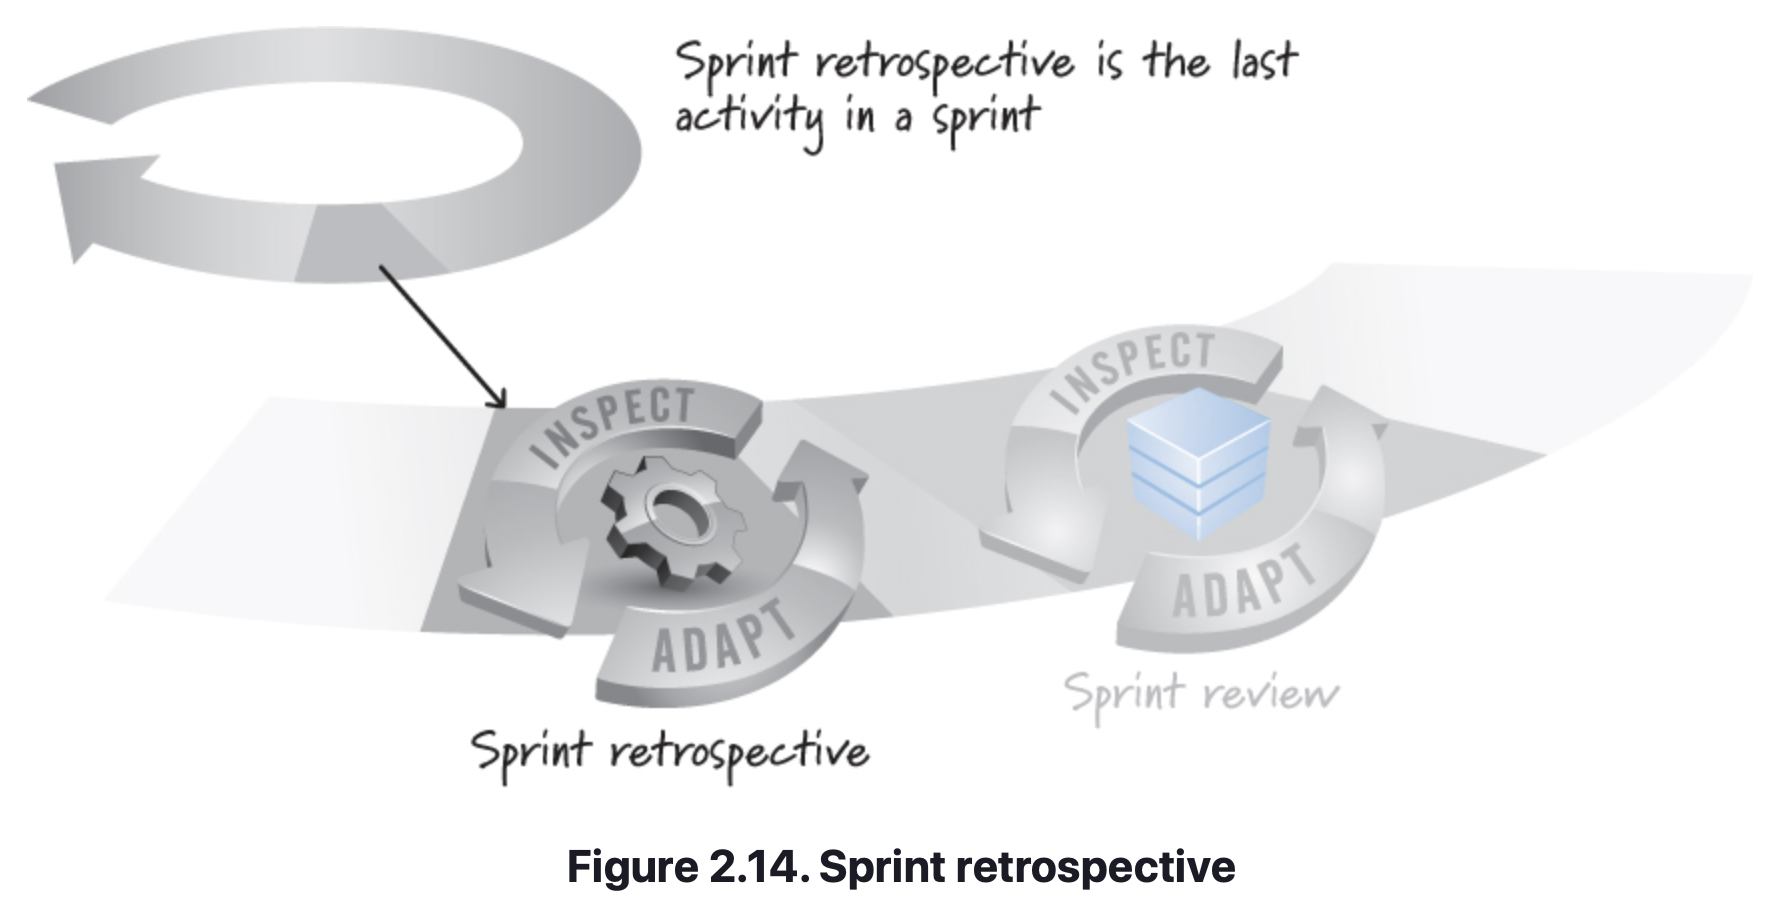 Sprint retrospective is the last
activity in a sprint
INSPECT
ADAPT
Sprint retrospective
INSPECT
ADAPT
Sprint review
Figure 2.14. Sprint retrospective